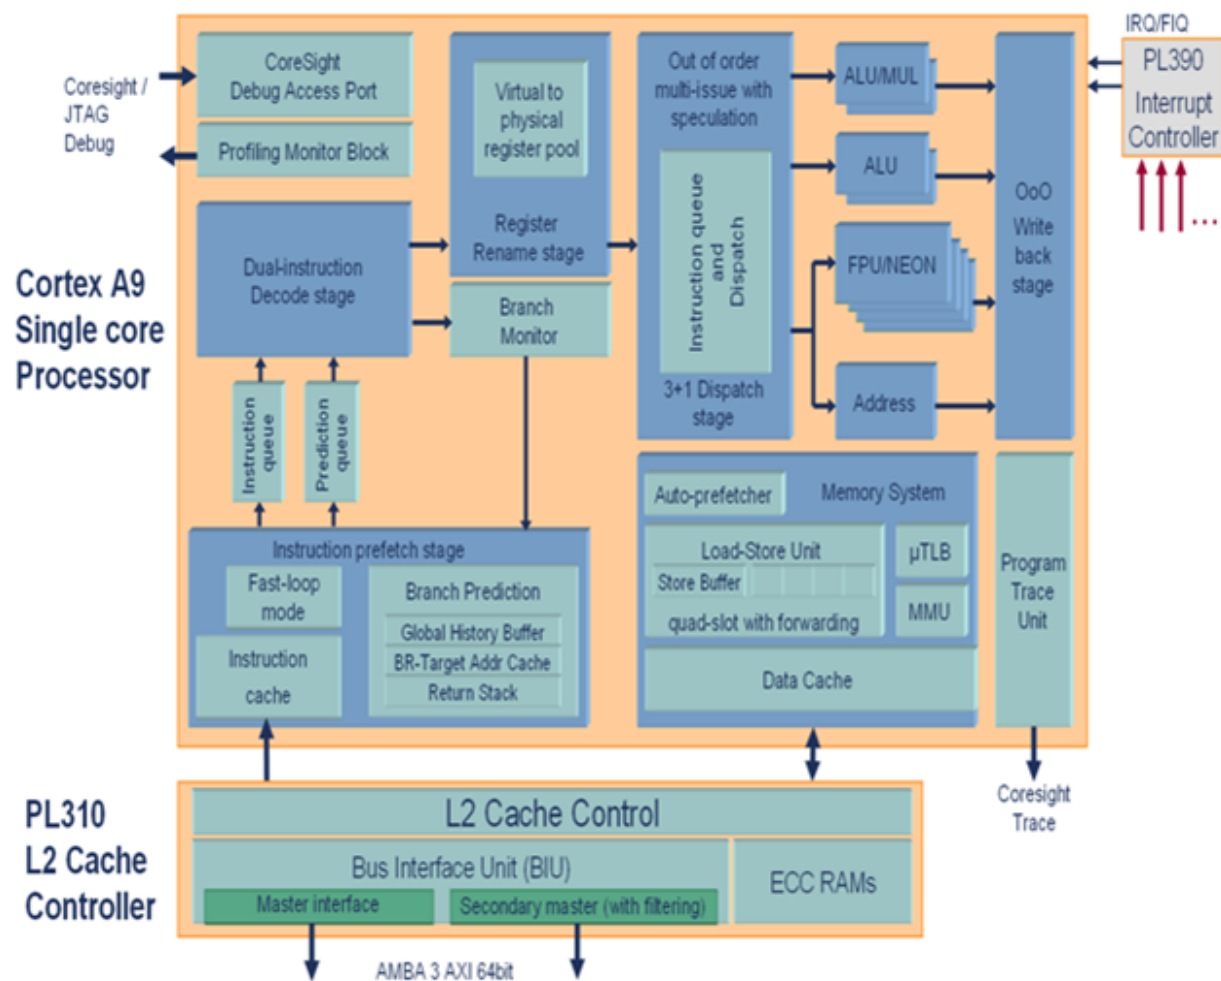 IRQ/FIQ
PL390
Interrupt
Controller
...
Coresight /
JTAG
Debug
CoreSight
Debug Access Port
Profiling Monitor Block
Virtual to
physical
register pool
Register
Rename stage
Out of order
multi-issue with
speculation
Instruction queue
and
Dispatch
3+1 Dispatch
stage
ALU/MUL
ALU
FPU/NEON
Address
OoO
Write
back
stage
Cortex A9
Single core
Processor
Dual-instruction
Decode stage
Branch
Monitor
Instruction
queue
Prediction
queue
Instruction prefetch stage
Fast-loop
mode
Instruction
cache
Branch Prediction
Global History Buffer
BR-Target Addr Cache
Return Stack
Auto-prefetcher
Memory System
Load-Store Unit
Store Buffer
quad-slot with forwarding
µTLB
MMU
Data Cache
Program
Trace
Unit
Coresight
Trace
PL310
L2 Cache
Controller
L2 Cache Control
Bus Interface Unit (BIU)
Master interface
Secondary master (with filtering)
ECC RAMs
AMBA 3 AXI 64bit